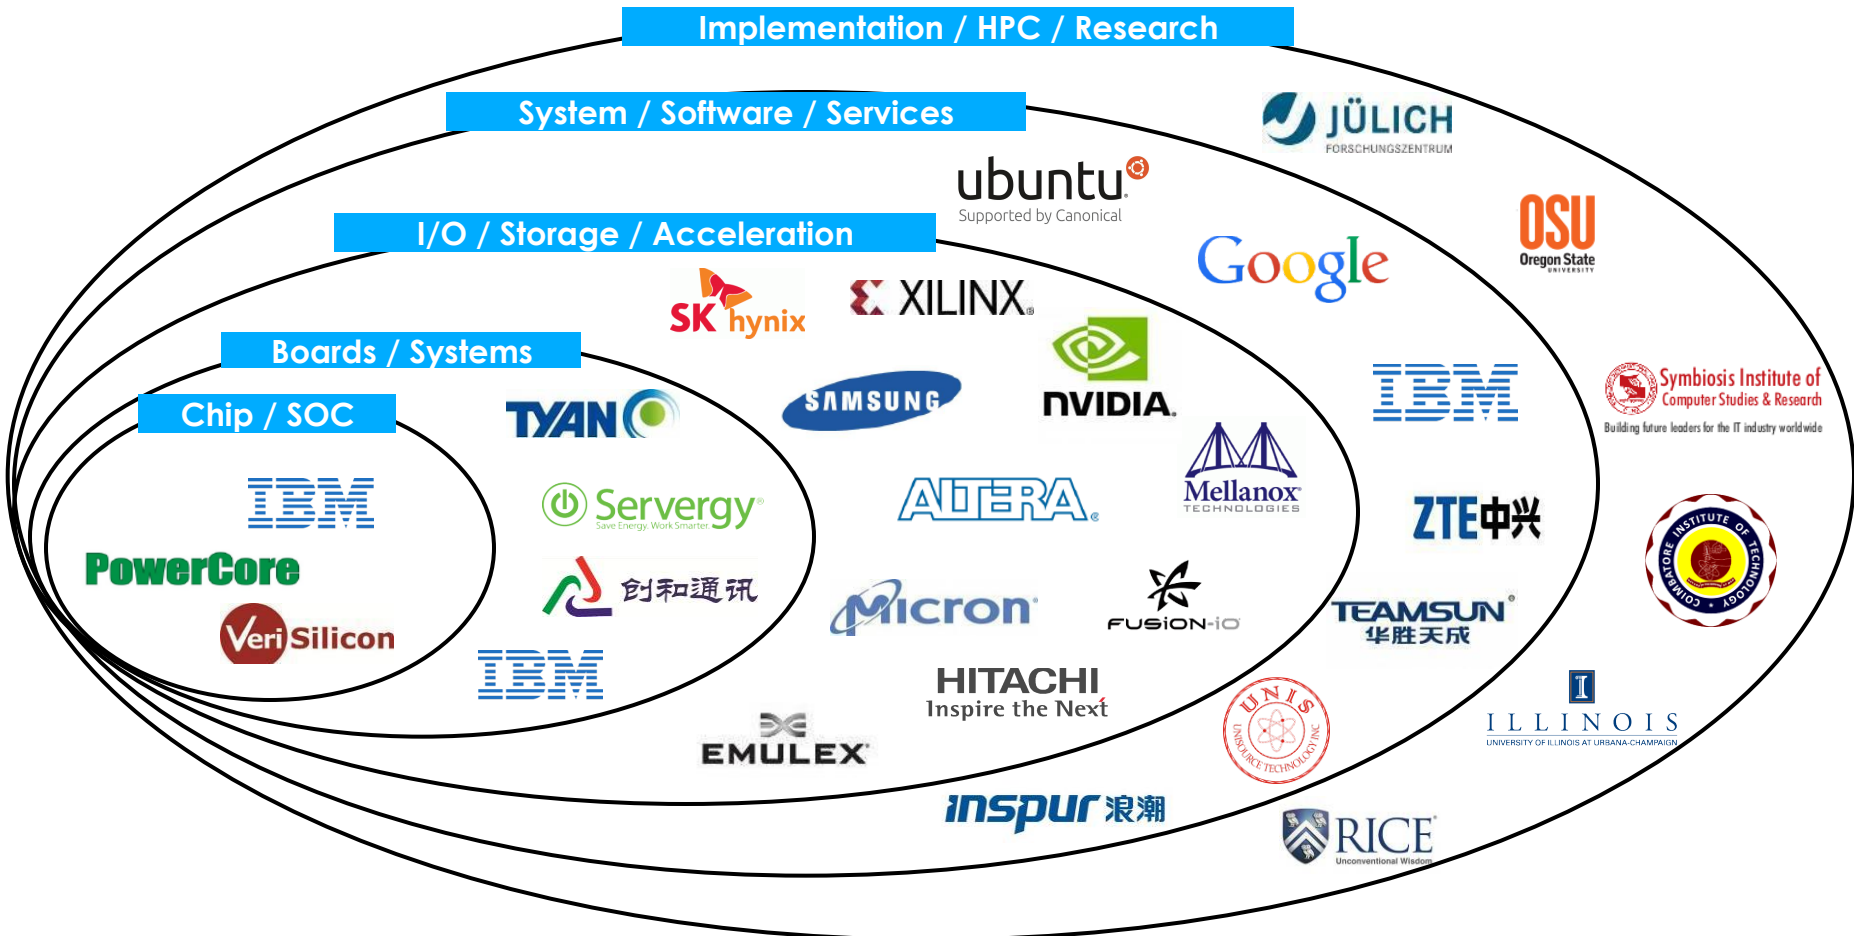 Implementation / HPC / Research
System / Software / Services
JÜLICH
FORSCHUNGSZENTRUM
ubuntu
Supported by Canonical
OSU
Oregon State
UNIVERSITY
I/O / Storage / Acceleration
Google
SK hynix
XILINX
NVIDIA
Boards / Systems
IBM
Symbiosis Institute of
Computer Studies & Research
Building future leaders for the IT industry worldwide
Chip / SOC
TYAN
SAMSUNG
Mellanox
TECHNOLOGIES
IBM
Servergy
Save Energy. Work Smarter.
ALTERA
ZTE中兴
COIMBATORE INSTITUTE OF TECHNOLOGY
PowerCore
创和通讯
Micron
FUSiON-iO
TEAMSUN
华胜天成
VeriSilicon
IBM
HITACHI
Inspire the Next
UNIS
UNISOURCE TECHNOLOGY INC
I
ILLINOIS
UNIVERSITY OF ILLINOIS AT URBANA-CHAMPAIGN
EMULEX
inspur 浪潮
RICE
Unconventional Wisdom